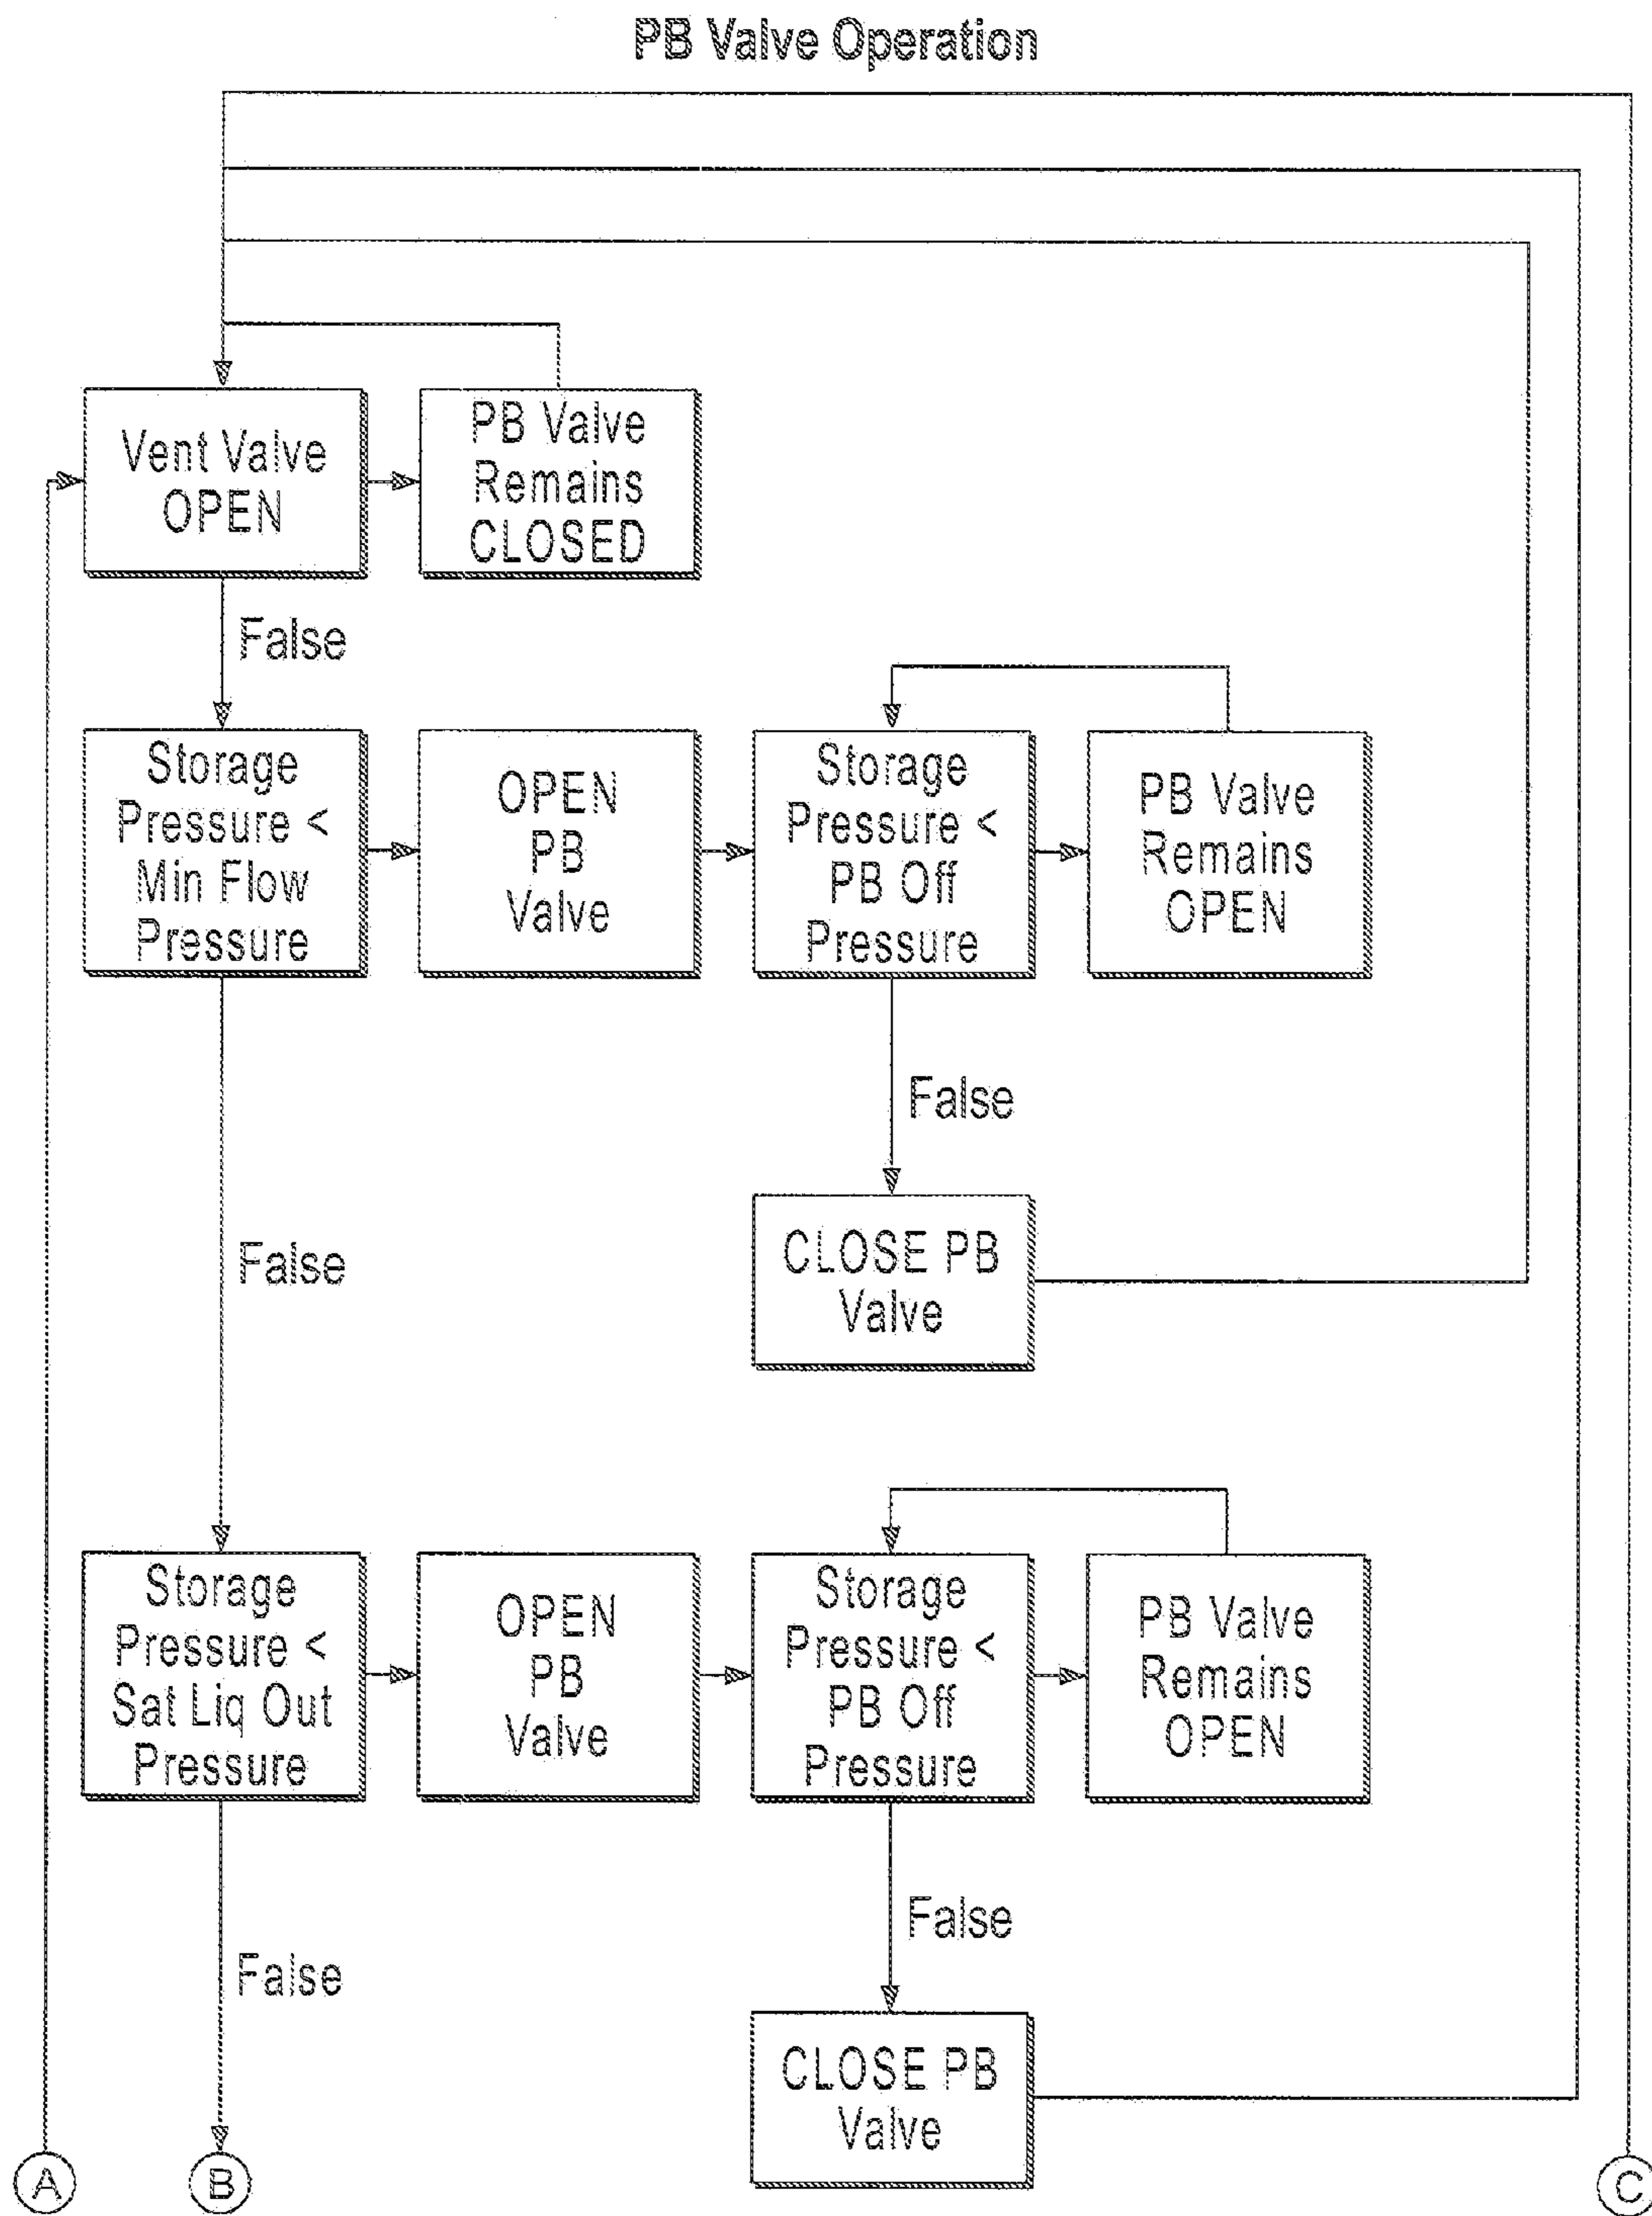 PB Valve Operation
Vent Valve
OPEN
PB Valve
Remains
CLOSED
False
Storage
Pressure <
Min Flow
Pressure
OPEN
PB
Valve
Storage
Pressure <
PB Off
Pressure
PB Valve
Remains
OPEN
False
CLOSE PB
Valve
False
Storage
Pressure <
Sat Liq Out
Pressure
OPEN
PB
Valve
Storage
Pressure <
PB Off
Pressure
PB Valve
Remains
OPEN
False
False
CLOSE PB
Valve
A
B
C